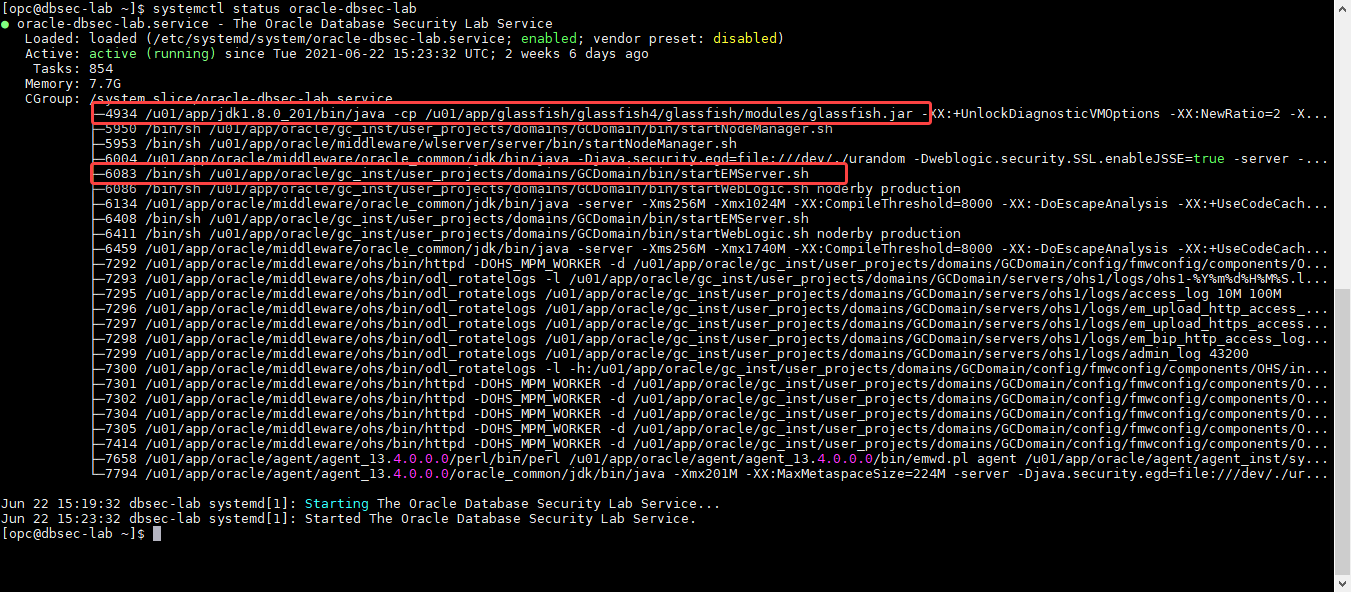 [opc@dbsec-lab ~]$ systemctl status oracle-dbsec-lab
● oracle-dbsec-lab.service - The Oracle Database Security Lab Service
   Loaded: loaded (/etc/systemd/system/oracle-dbsec-lab.service; enabled; vendor preset: disabled)
   Active: active (running) since Tue 2021-06-22 15:23:32 UTC; 2 weeks 6 days ago
    Tasks: 854
   Memory: 7.7G
   CGroup: /system.slice/oracle-dbsec-lab.service
           ├─4934 /u01/app/jdk1.8.0_201/bin/java -cp /u01/app/glassfish/glassfish4/glassfish/modules/glassfish.jar -XX:+UnlockDiagnosticVMOptions -XX:NewRatio=2 -X...
           ├─5950 /bin/sh /u01/app/oracle/gc_inst/user_projects/domains/GCDomain/bin/startNodeManager.sh
           ├─5953 /bin/sh /u01/app/oracle/middleware/wlserver/server/bin/startNodeManager.sh
           ├─6004 /u01/app/oracle/middleware/oracle_common/jdk/bin/java -Djava.security.egd=file:///dev/./urandom -Dweblogic.security.SSL.enableJSSE=true -server -...
           ├─6083 /bin/sh /u01/app/oracle/gc_inst/user_projects/domains/GCDomain/bin/startEMServer.sh
           ├─6086 /bin/sh /u01/app/oracle/gc_inst/user_projects/domains/GCDomain/bin/startWebLogic.sh noderby production
           ├─6134 /u01/app/oracle/middleware/oracle_common/jdk/bin/java -server -Xms256M -Xmx1024M -XX:CompileThreshold=8000 -XX:-DoEscapeAnalysis -XX:+UseCodeCach...
           ├─6408 /bin/sh /u01/app/oracle/gc_inst/user_projects/domains/GCDomain/bin/startEMServer.sh
           ├─6411 /bin/sh /u01/app/oracle/gc_inst/user_projects/domains/GCDomain/bin/startWebLogic.sh noderby production
           ├─6459 /u01/app/oracle/middleware/oracle_common/jdk/bin/java -server -Xms256M -Xmx1740M -XX:CompileThreshold=8000 -XX:-DoEscapeAnalysis -XX:+UseCodeCach...
           ├─7292 /u01/app/oracle/middleware/ohs/bin/httpd -DOHS_MPM_WORKER -d /u01/app/oracle/gc_inst/user_projects/domains/GCDomain/config/fmwconfig/components/O...
           ├─7293 /u01/app/oracle/middleware/ohs/bin/odl_rotatelogs -l /u01/app/oracle/gc_inst/user_projects/domains/GCDomain/servers/ohs1/logs/ohs1-%Y%m%d%H%M%S.l...
           ├─7295 /u01/app/oracle/middleware/ohs/bin/odl_rotatelogs /u01/app/oracle/gc_inst/user_projects/domains/GCDomain/servers/ohs1/logs/access_log 10M 100M
           ├─7296 /u01/app/oracle/middleware/ohs/bin/odl_rotatelogs /u01/app/oracle/gc_inst/user_projects/domains/GCDomain/servers/ohs1/logs/em_upload_http_access_...
           ├─7297 /u01/app/oracle/middleware/ohs/bin/odl_rotatelogs /u01/app/oracle/gc_inst/user_projects/domains/GCDomain/servers/ohs1/logs/em_upload_https_access...
           ├─7298 /u01/app/oracle/middleware/ohs/bin/odl_rotatelogs /u01/app/oracle/gc_inst/user_projects/domains/GCDomain/servers/ohs1/logs/em_bip_http_access_log...
           ├─7299 /u01/app/oracle/middleware/ohs/bin/odl_rotatelogs /u01/app/oracle/gc_inst/user_projects/domains/GCDomain/servers/ohs1/logs/admin_log 43200
           ├─7300 /u01/app/oracle/middleware/ohs/bin/odl_rotatelogs -l -h:/u01/app/oracle/gc_inst/user_projects/domains/GCDomain/config/fmwconfig/components/OHS/in...
           ├─7301 /u01/app/oracle/middleware/ohs/bin/httpd -DOHS_MPM_WORKER -d /u01/app/oracle/gc_inst/user_projects/domains/GCDomain/config/fmwconfig/components/O...
           ├─7302 /u01/app/oracle/middleware/ohs/bin/httpd -DOHS_MPM_WORKER -d /u01/app/oracle/gc_inst/user_projects/domains/GCDomain/config/fmwconfig/components/O...
           ├─7304 /u01/app/oracle/middleware/ohs/bin/httpd -DOHS_MPM_WORKER -d /u01/app/oracle/gc_inst/user_projects/domains/GCDomain/config/fmwconfig/components/O...
           ├─7305 /u01/app/oracle/middleware/ohs/bin/httpd -DOHS_MPM_WORKER -d /u01/app/oracle/gc_inst/user_projects/domains/GCDomain/config/fmwconfig/components/O...
           ├─7414 /u01/app/oracle/middleware/ohs/bin/httpd -DOHS_MPM_WORKER -d /u01/app/oracle/gc_inst/user_projects/domains/GCDomain/config/fmwconfig/components/O...
           ├─7658 /u01/app/oracle/agent/agent_13.4.0.0.0/perl/bin/perl /u01/app/oracle/agent/agent_13.4.0.0.0/bin/emwd.pl agent /u01/app/oracle/agent/agent_inst/sy...
           └─7794 /u01/app/oracle/agent/agent_13.4.0.0.0/oracle_common/jdk/bin/java -Xmx201M -XX:MaxMetaspaceSize=224M -server -Djava.security.egd=file:///dev/./ur...
Jun 22 15:19:32 dbsec-lab systemd[1]: Starting The Oracle Database Security Lab Service...
Jun 22 15:23:32 dbsec-lab systemd[1]: Started The Oracle Database Security Lab Service.
[opc@dbsec-lab ~]$